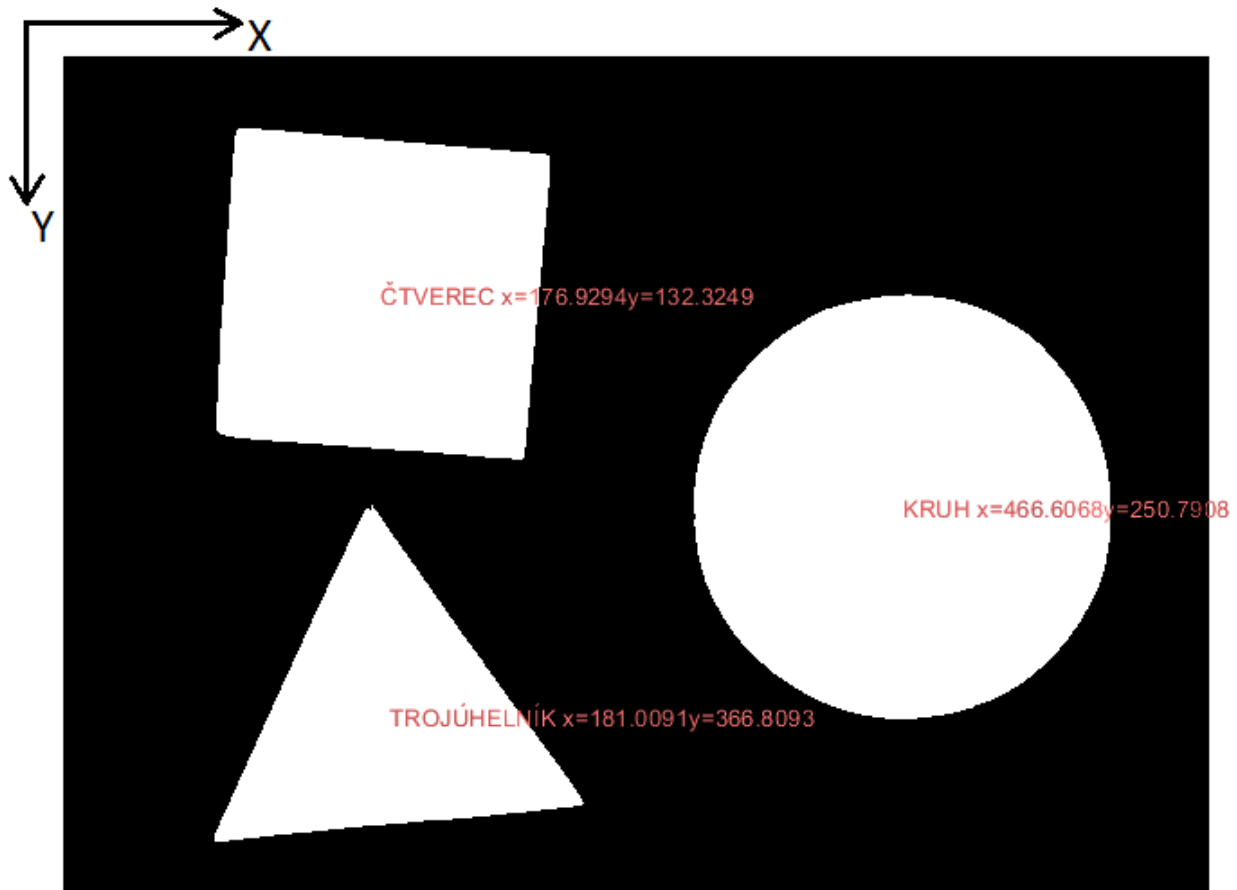 X
Y
ČTVEREC x=176.9294y=132.3249
KRUH x=466.6068y=250.7908
TROJÚHELNÍK x=181.0091y=366.8093